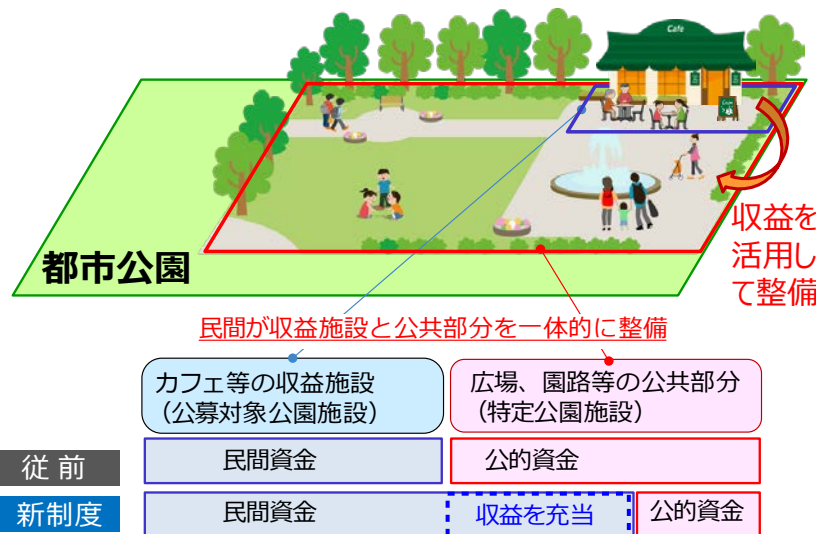 Cafe
都市公園
収益を
活用し
て整備
民間が収益施設と公共部分を一体的に整備
カフェ等の収益施設
（公募対象公園施設）
広場、園路等の公共部分
（特定公園施設）
従前
民間資金
公的資金
新制度
民間資金
収益を充当
公的資金